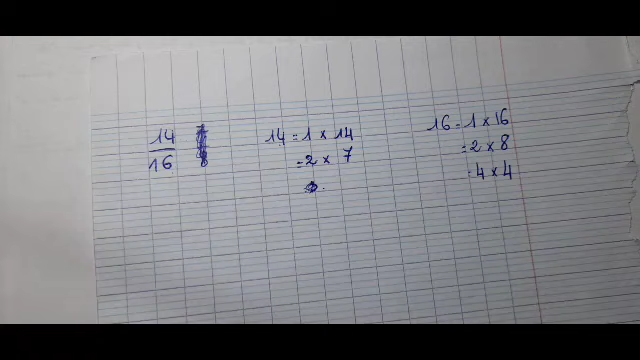 14 14 = 1 x 14 16 = 1 x 16
16 = 2 x 7 = 2 x 8
4 x 4